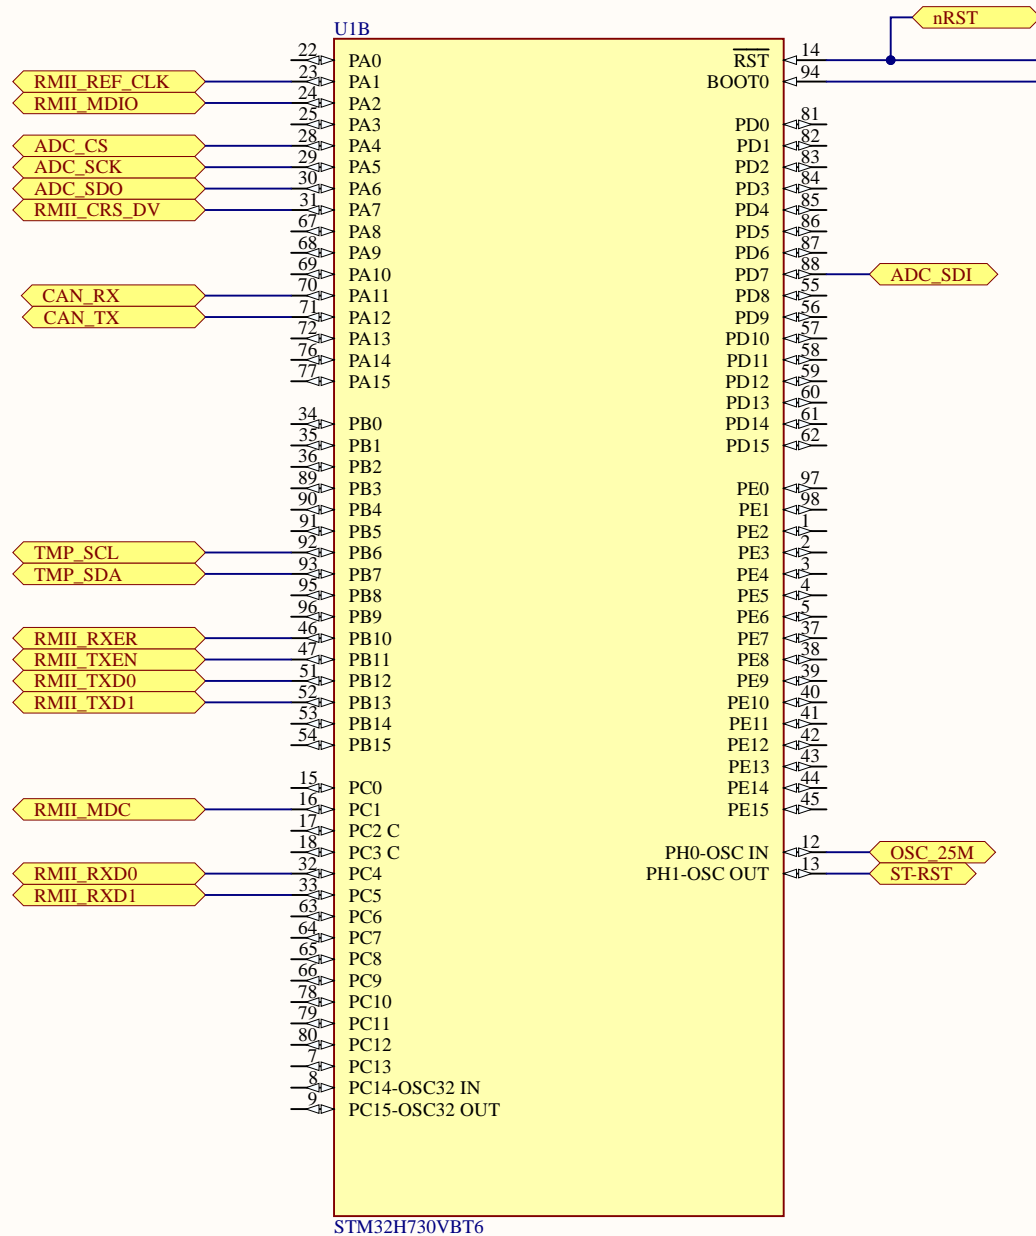 nRST
U1B
22 PA0
RMII_REF_CLK 23 PA1
RMII_MDIO 24 PA2
25 PA3
ADC_CS 28 PA4
ADC_SCK 29 PA5
ADC_SDO 30 PA6
RMII_CRS_DV 31 PA7
67 PA8
68 PA9
69 PA10
CAN_RX 70 PA11
CAN_TX 71 PA12
72 PA13
76 PA14
77 PA15
34 PB0
35 PB1
36 PB2
89 PB3
90 PB4
91 PB5
TMP_SCL 92 PB6
TMP_SDA 93 PB7
95 PB8
96 PB9
RMII_RXER 46 PB10
RMII_TXEN 47 PB11
RMII_TXD0 51 PB12
RMII_TXD1 52 PB13
53 PB14
54 PB15
15 PC0
RMII_MDC 16 PC1
17 PC2 C
18 PC3 C
RMII_RXD0 32 PC4
RMII_RXD1 33 PC5
63 PC6
64 PC7
65 PC8
66 PC9
78 PC10
79 PC11
80 PC12
7 PC13
8 PC14-OSC32 IN
9 PC15-OSC32 OUT
RST 14
BOOT0 94
PD0 81
PD1 82
PD2 83
PD3 84
PD4 85
PD5 86
PD6 87
PD7 88 ADC_SDI
PD8 55
PD9 56
PD10 57
PD11 58
PD12 59
PD13 60
PD14 61
PD15 62
PE0 97
PE1 98
PE2 1
PE3 2
PE4 3
PE5 4
PE6 5
PE7 37
PE8 38
PE9 39
PE10 40
PE11 41
PE12 42
PE13 43
PE14 44
PE15 45
PH0-OSC IN 12 OSC_25M
PH1-OSC OUT 13 ST-RST
STM32H730VBT6